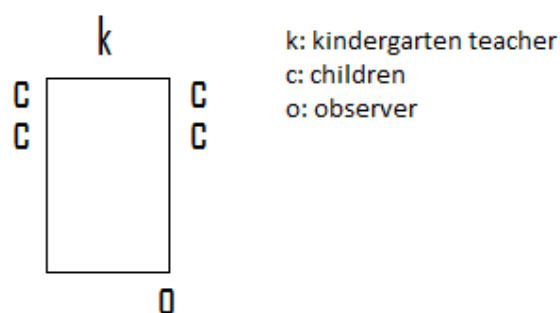 k
k: kindergarten teacher
c: children
o: observer
c c
c c
o